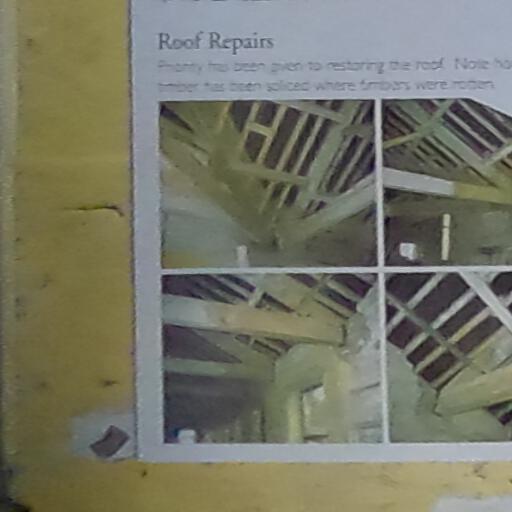 Roof Repairs
Priority has been given to restoring the roof. Note ho
timber has been spliced where timbers were rotten.